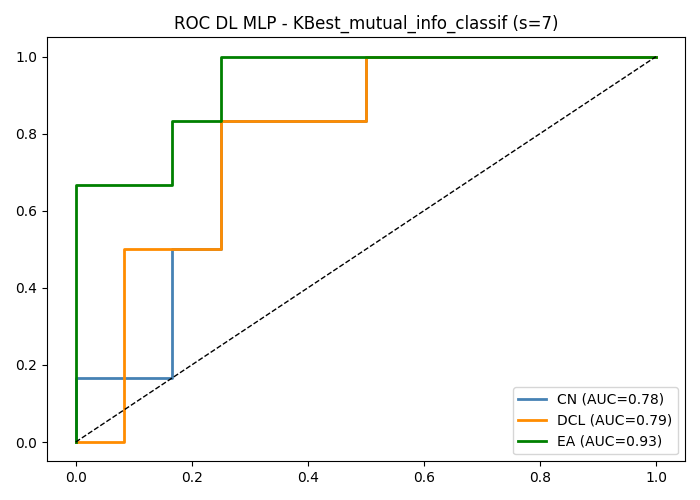 ROC DL MLP - KBest_mutual_info_classif (s=7)
1.0
0.8
0.6
0.4
0.2
0.0
0.0 0.2 0.4 0.6 0.8 1.0
CN (AUC=0.78)
DCL (AUC=0.79)
EA (AUC=0.93)